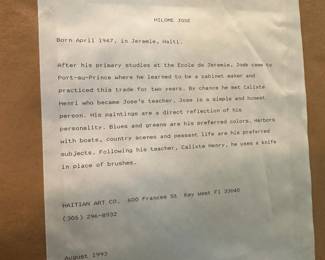 HILOME JOSE
Born April 1947, in Jeremie, Haiti.
After his primary studies at the Ecole de Jeremie, Jose came to
Port-au-Prince where he learned to be a cabinet maker and
practiced this trade for two years. By chance he met Calixte
Henri who became Jose's teacher. Jose is a simple and honest
person. His paintings are a direct reflection of his
personality. Blues and greens are his preferred colors. Harbors
with boats, country scenes and peasant life are his preferred
subjects. Following his teacher, Calixte Henry, he uses a knife
in place of brushes.
HAITIAN ART CO. 600 Frances St Key West Fl 33040
(305) 296-8932
August 1993